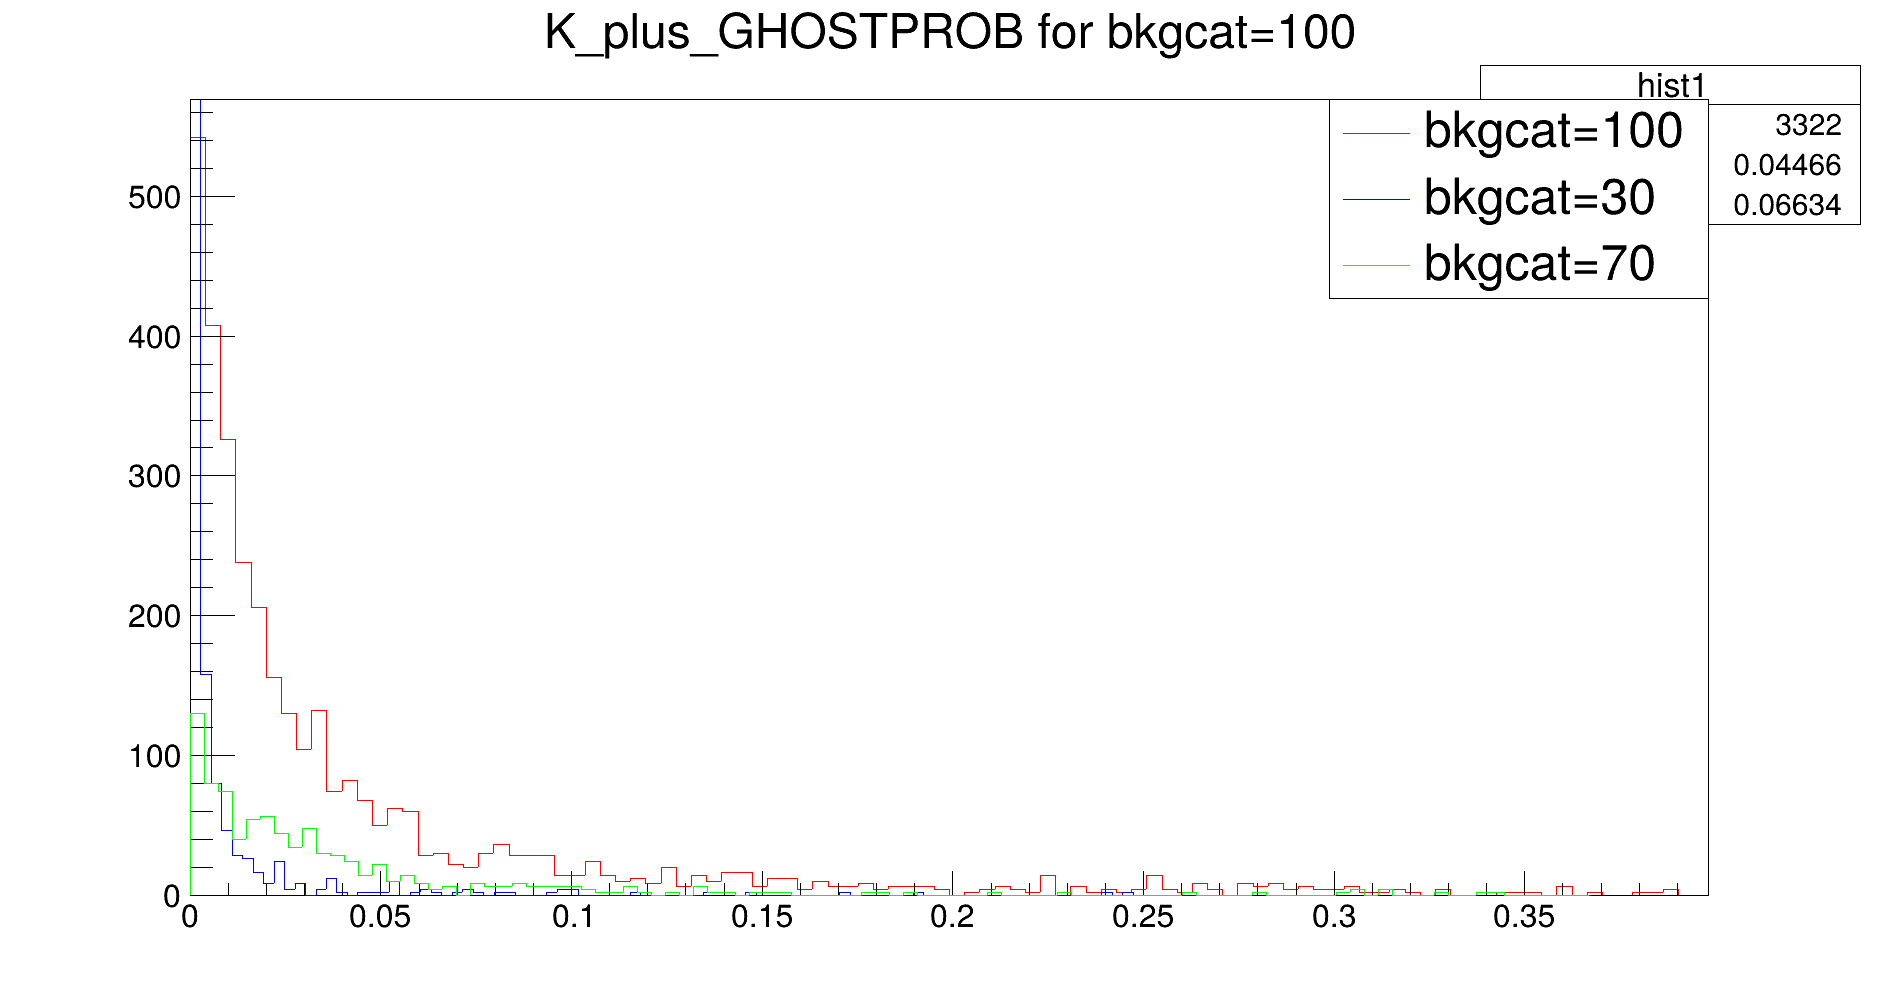 K_plus_GHOSTPROB for bkgcat=100
hist1
3322
0.04466
0.06634
bkgcat=100
bkgcat=30
bkgcat=70
500
400
300
200
100
0
0 0.05 0.1 0.15 0.2 0.25 0.3 0.35